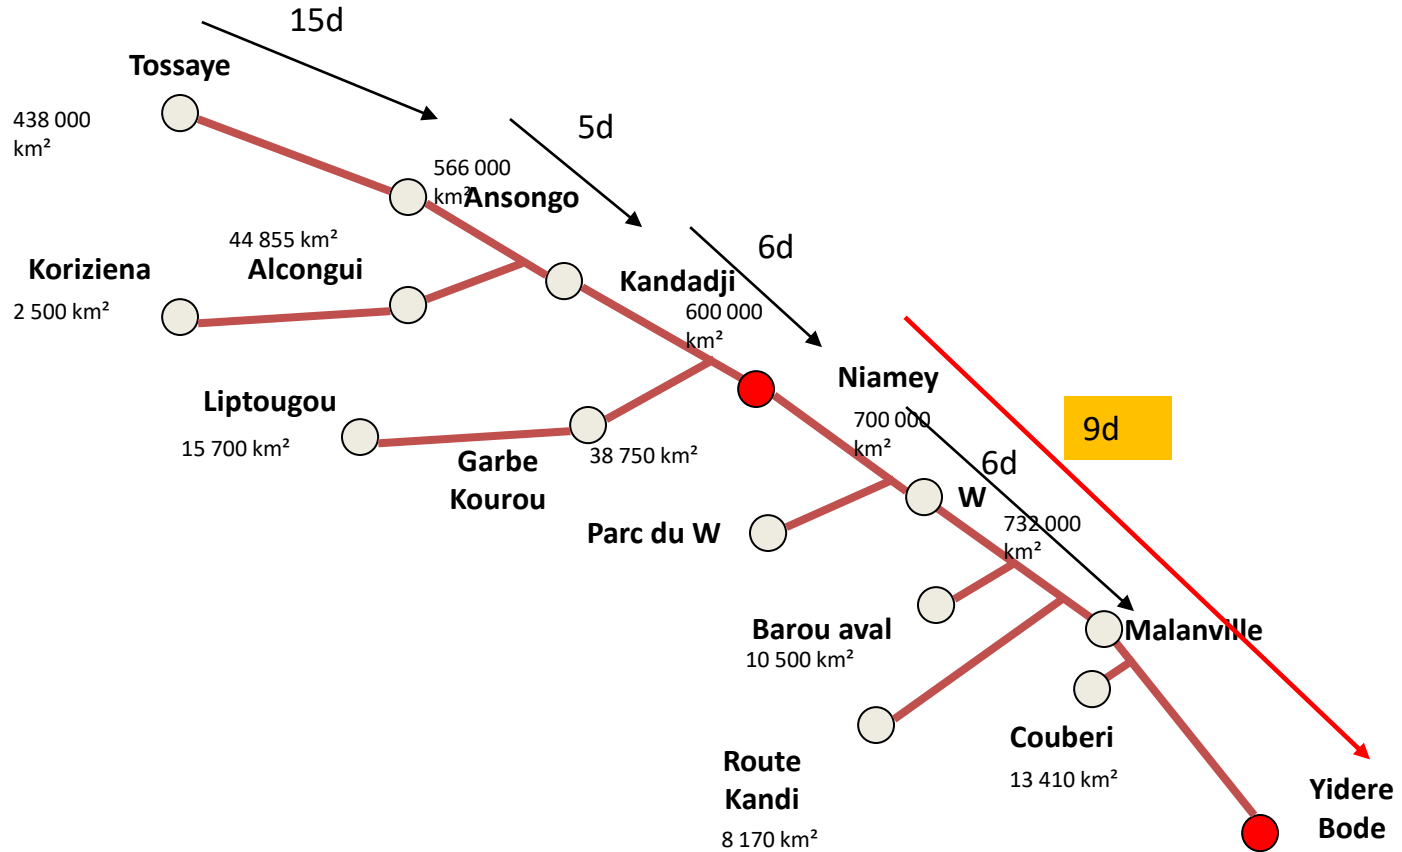 15d
Tossaye
438 000
km²
5d
566 000
km²
Ansongo
44 855 km²
6d
Koriziena
Alcongui
Kandadji
2 500 km²
600 000
km²
Niamey
Liptougou
700 000
km²
9d
15 700 km²
Garbe
Kourou
38 750 km²
6d
W
Parc du W
732 000
km²
Barou aval
10 500 km²
Malanville
Couberi
13 410 km²
Route
Kandi
8 170 km²
Yidere
Bode